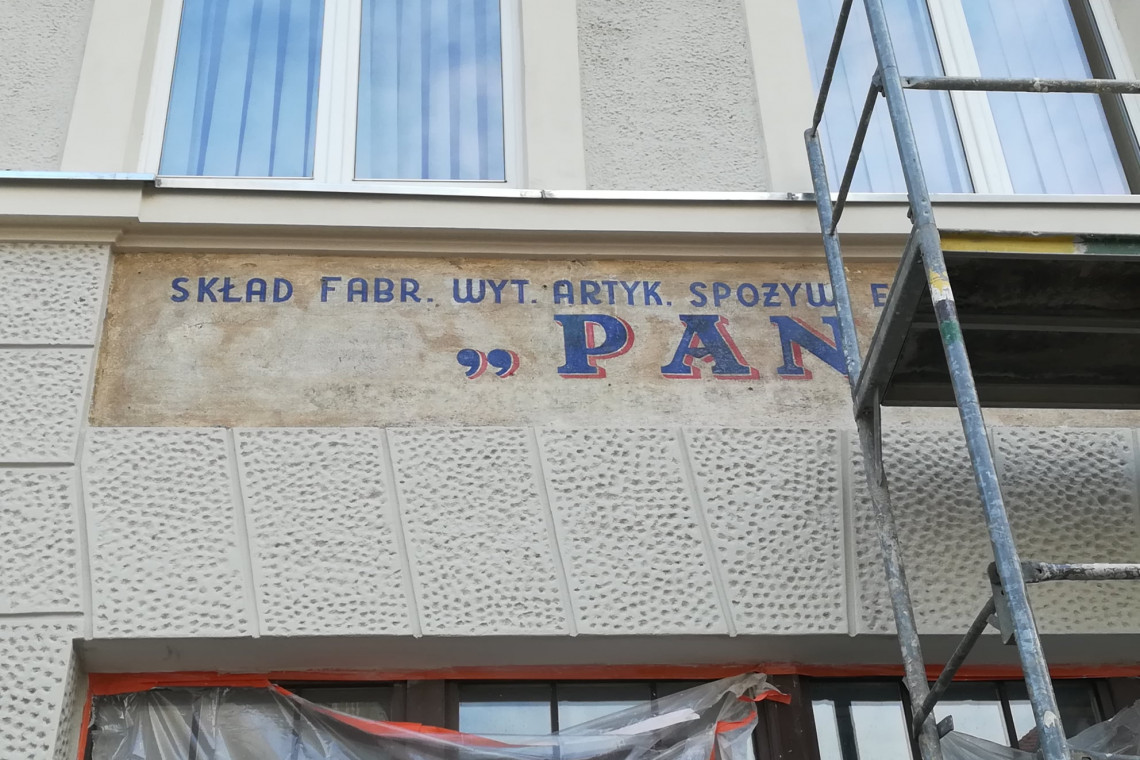 SKŁAD FABR. WYT. ARTYK. SPOŻYW
„PAN